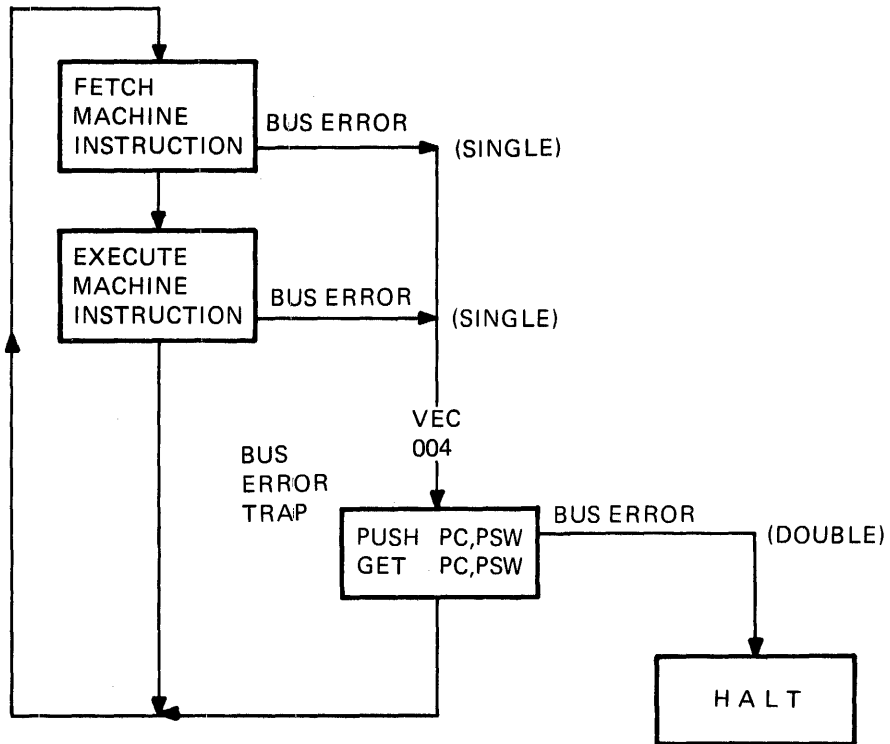 FETCH
MACHINE
INSTRUCTION
BUS ERROR
(SINGLE)
EXECUTE
MACHINE
INSTRUCTION
BUS ERROR
(SINGLE)
VEC
004
BUS
ERROR
TRAP
PUSH PC,PSW
GET PC,PSW
BUS ERROR
(DOUBLE)
HALT